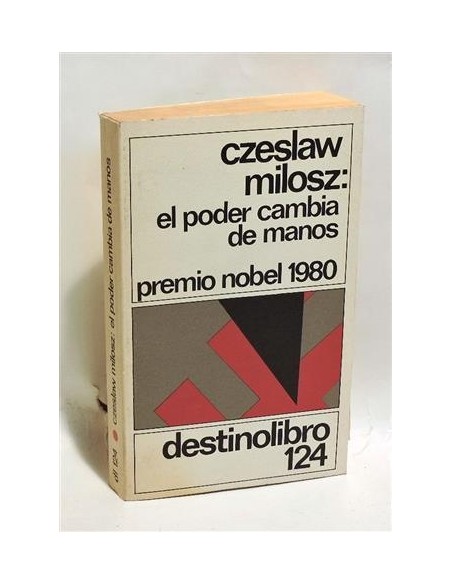 czeslaw
milosz:
el poder cambia
de manos
premio nobel 1980
destinolibro
124
dl 124 • czeslaw milosz: el poder cambia de manos